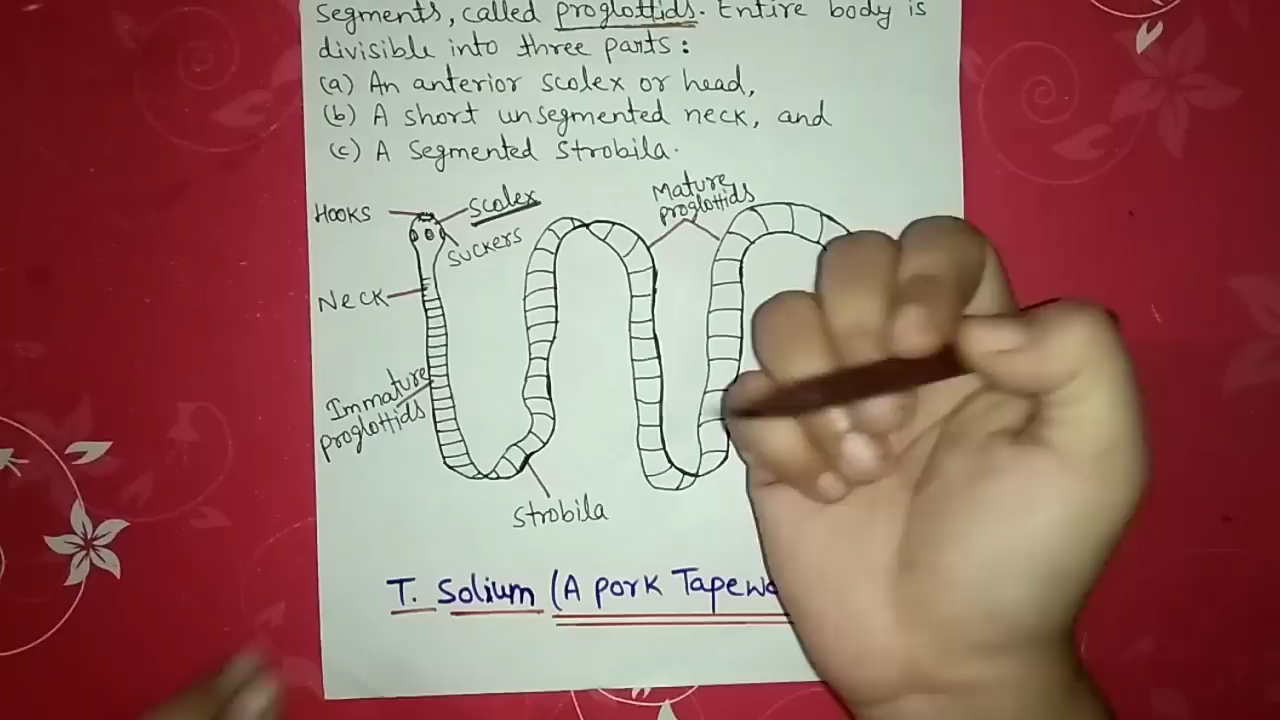 segments, called proglottids. Entire body is
divisible into three parts:
(a) An anterior scolex or head,
(b) A short unsegmented neck, and
(c) A Segmented Strobila.
Hooks
Scolex
Suckers
Mature
proglottids
Neck
Immature
proglottids
Strobila
T. Solium (A pork